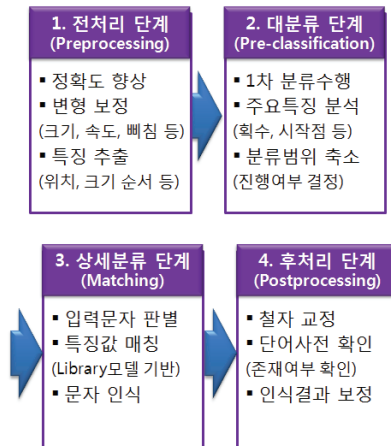 1. 전처리 단계
(Preprocessing)
▪ 정확도 향상
▪ 변형 보정
(크기, 속도, 삐침 등)
▪ 특징 추출
(위치, 크기 순서 등)
2. 대분류 단계
(Pre-classification)
▪ 1차 분류수행
▪ 주요특징 분석
(획수, 시작점 등)
▪ 분류범위 축소
(진행여부 결정)
3. 상세분류 단계
(Matching)
▪ 입력문자 판별
▪ 특징값 매칭
(Library모델 기반)
▪ 문자 인식
4. 후처리 단계
(Postprocessing)
▪ 철자 교정
▪ 단어사전 확인
(존재여부 확인)
▪ 인식결과 보정